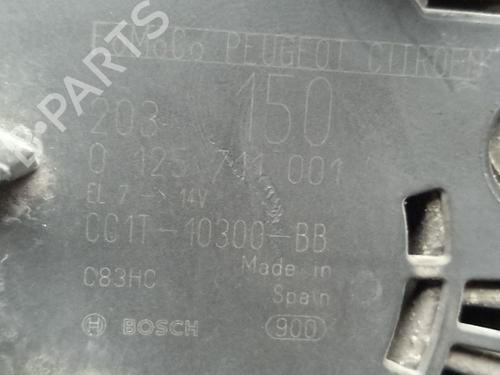 FoMoCo PEUGEOT CITROEN
203 150
0 125 711 001
EL 7 -> 14V
CC1T-10300-BB
C83HC Made in
Spain
BOSCH 900
B-PARTS